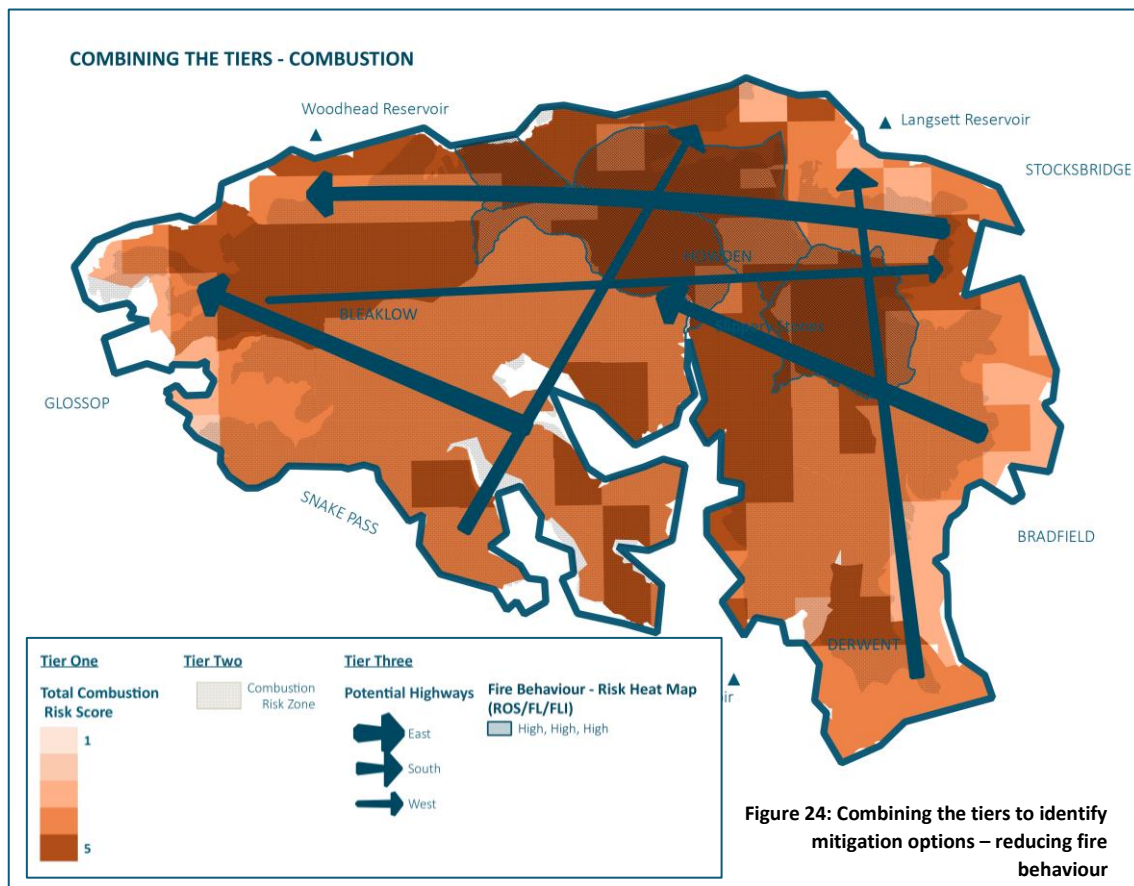 COMBINING THE TIERS - COMBUSTION
Woodhead Reservoir
Langsett Reservoir
STOCKSBRIDGE
HOWDEN
BLEAKLOW
Slippery Stones
GLOSSOP
SNAKE PASS
BRADFIELD
DERWENT
oir
Tier One
Total Combustion
Risk Score
1
5
Tier Two
Combustion
Risk Zone
Tier Three
Potential Highways
East
South
West
Fire Behaviour - Risk Heat Map
(ROS/FL/FLI)
High, High, High
Figure 24: Combining the tiers to identify
mitigation options – reducing fire
behaviour